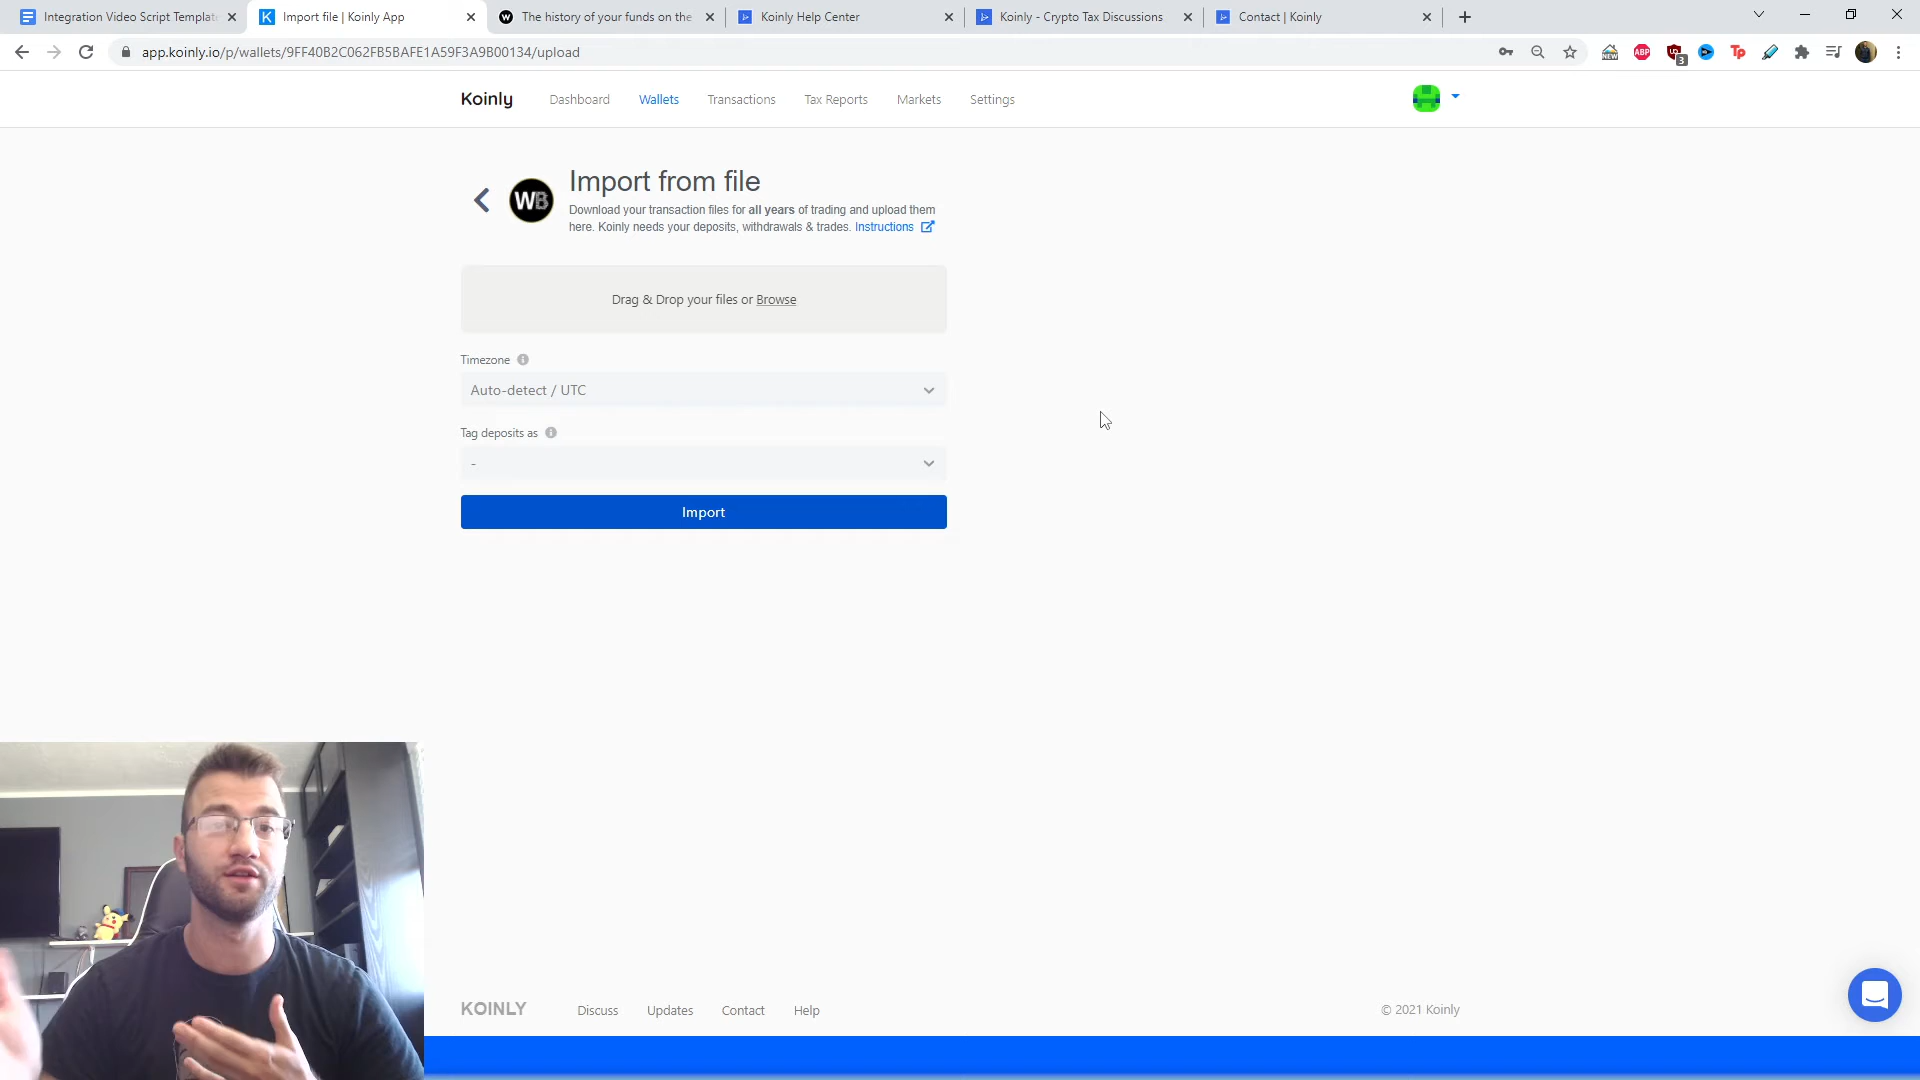 Integration Video Script Templat
Import file | Koinly App
The history of your funds on the
Koinly Help Center
Koinly - Crypto Tax Discussions
Contact | Koinly
app.koinly.io/p/wallets/9FF40B2C062FB5BAFE1A59F3A9B00134/upload
NEW
ABP
3
Tp
Koinly
Dashboard
Wallets
Transactions
Tax Reports
Markets
Settings
WB
Import from file
Download your transaction files for all years of trading and upload them
here. Koinly needs your deposits, withdrawals & trades. Instructions
Drag & Drop your files or Browse
Timezone
Auto-detect / UTC
Tag deposits as
-
Import
KOINLY
Discuss
Updates
Contact
Help
© 2021 Koinly